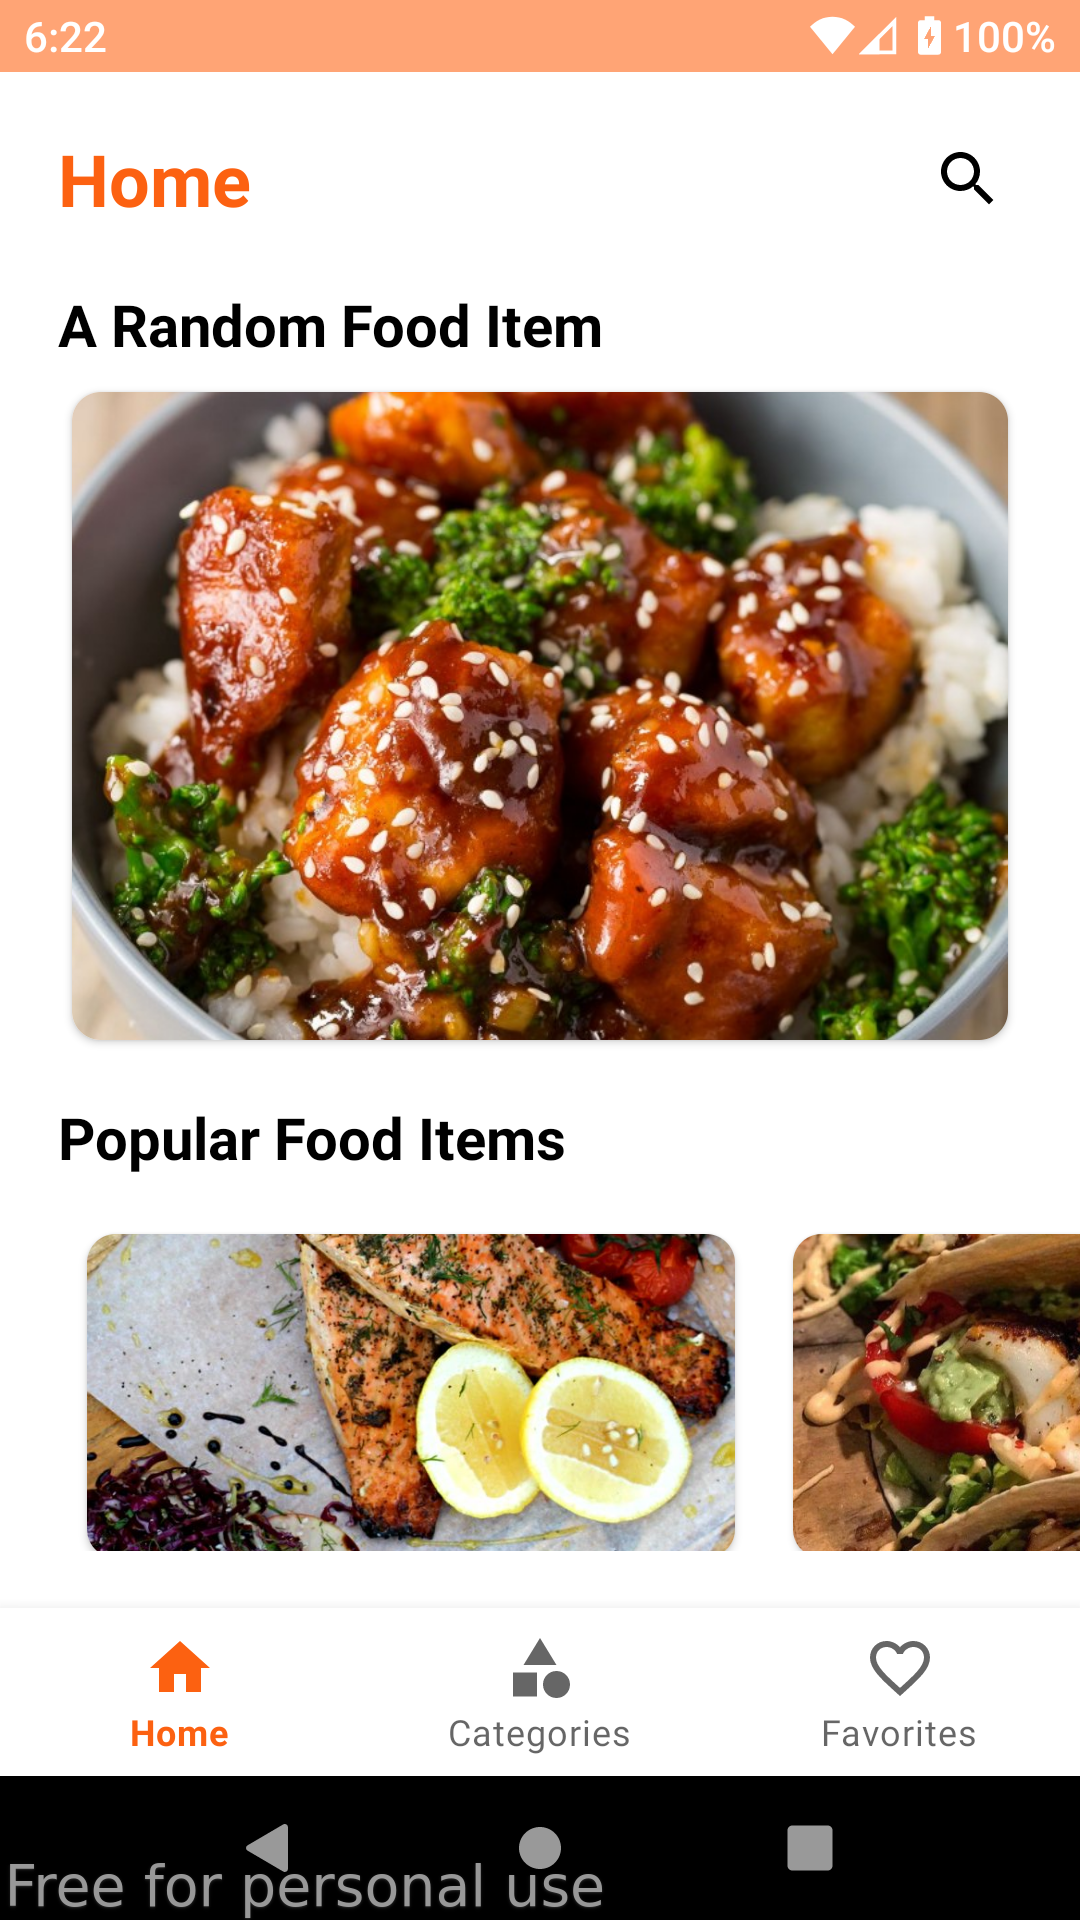 6:22 100%
Home
A Random Food Item
Popular Food Items
Home Categories Favorites
Free for personal use